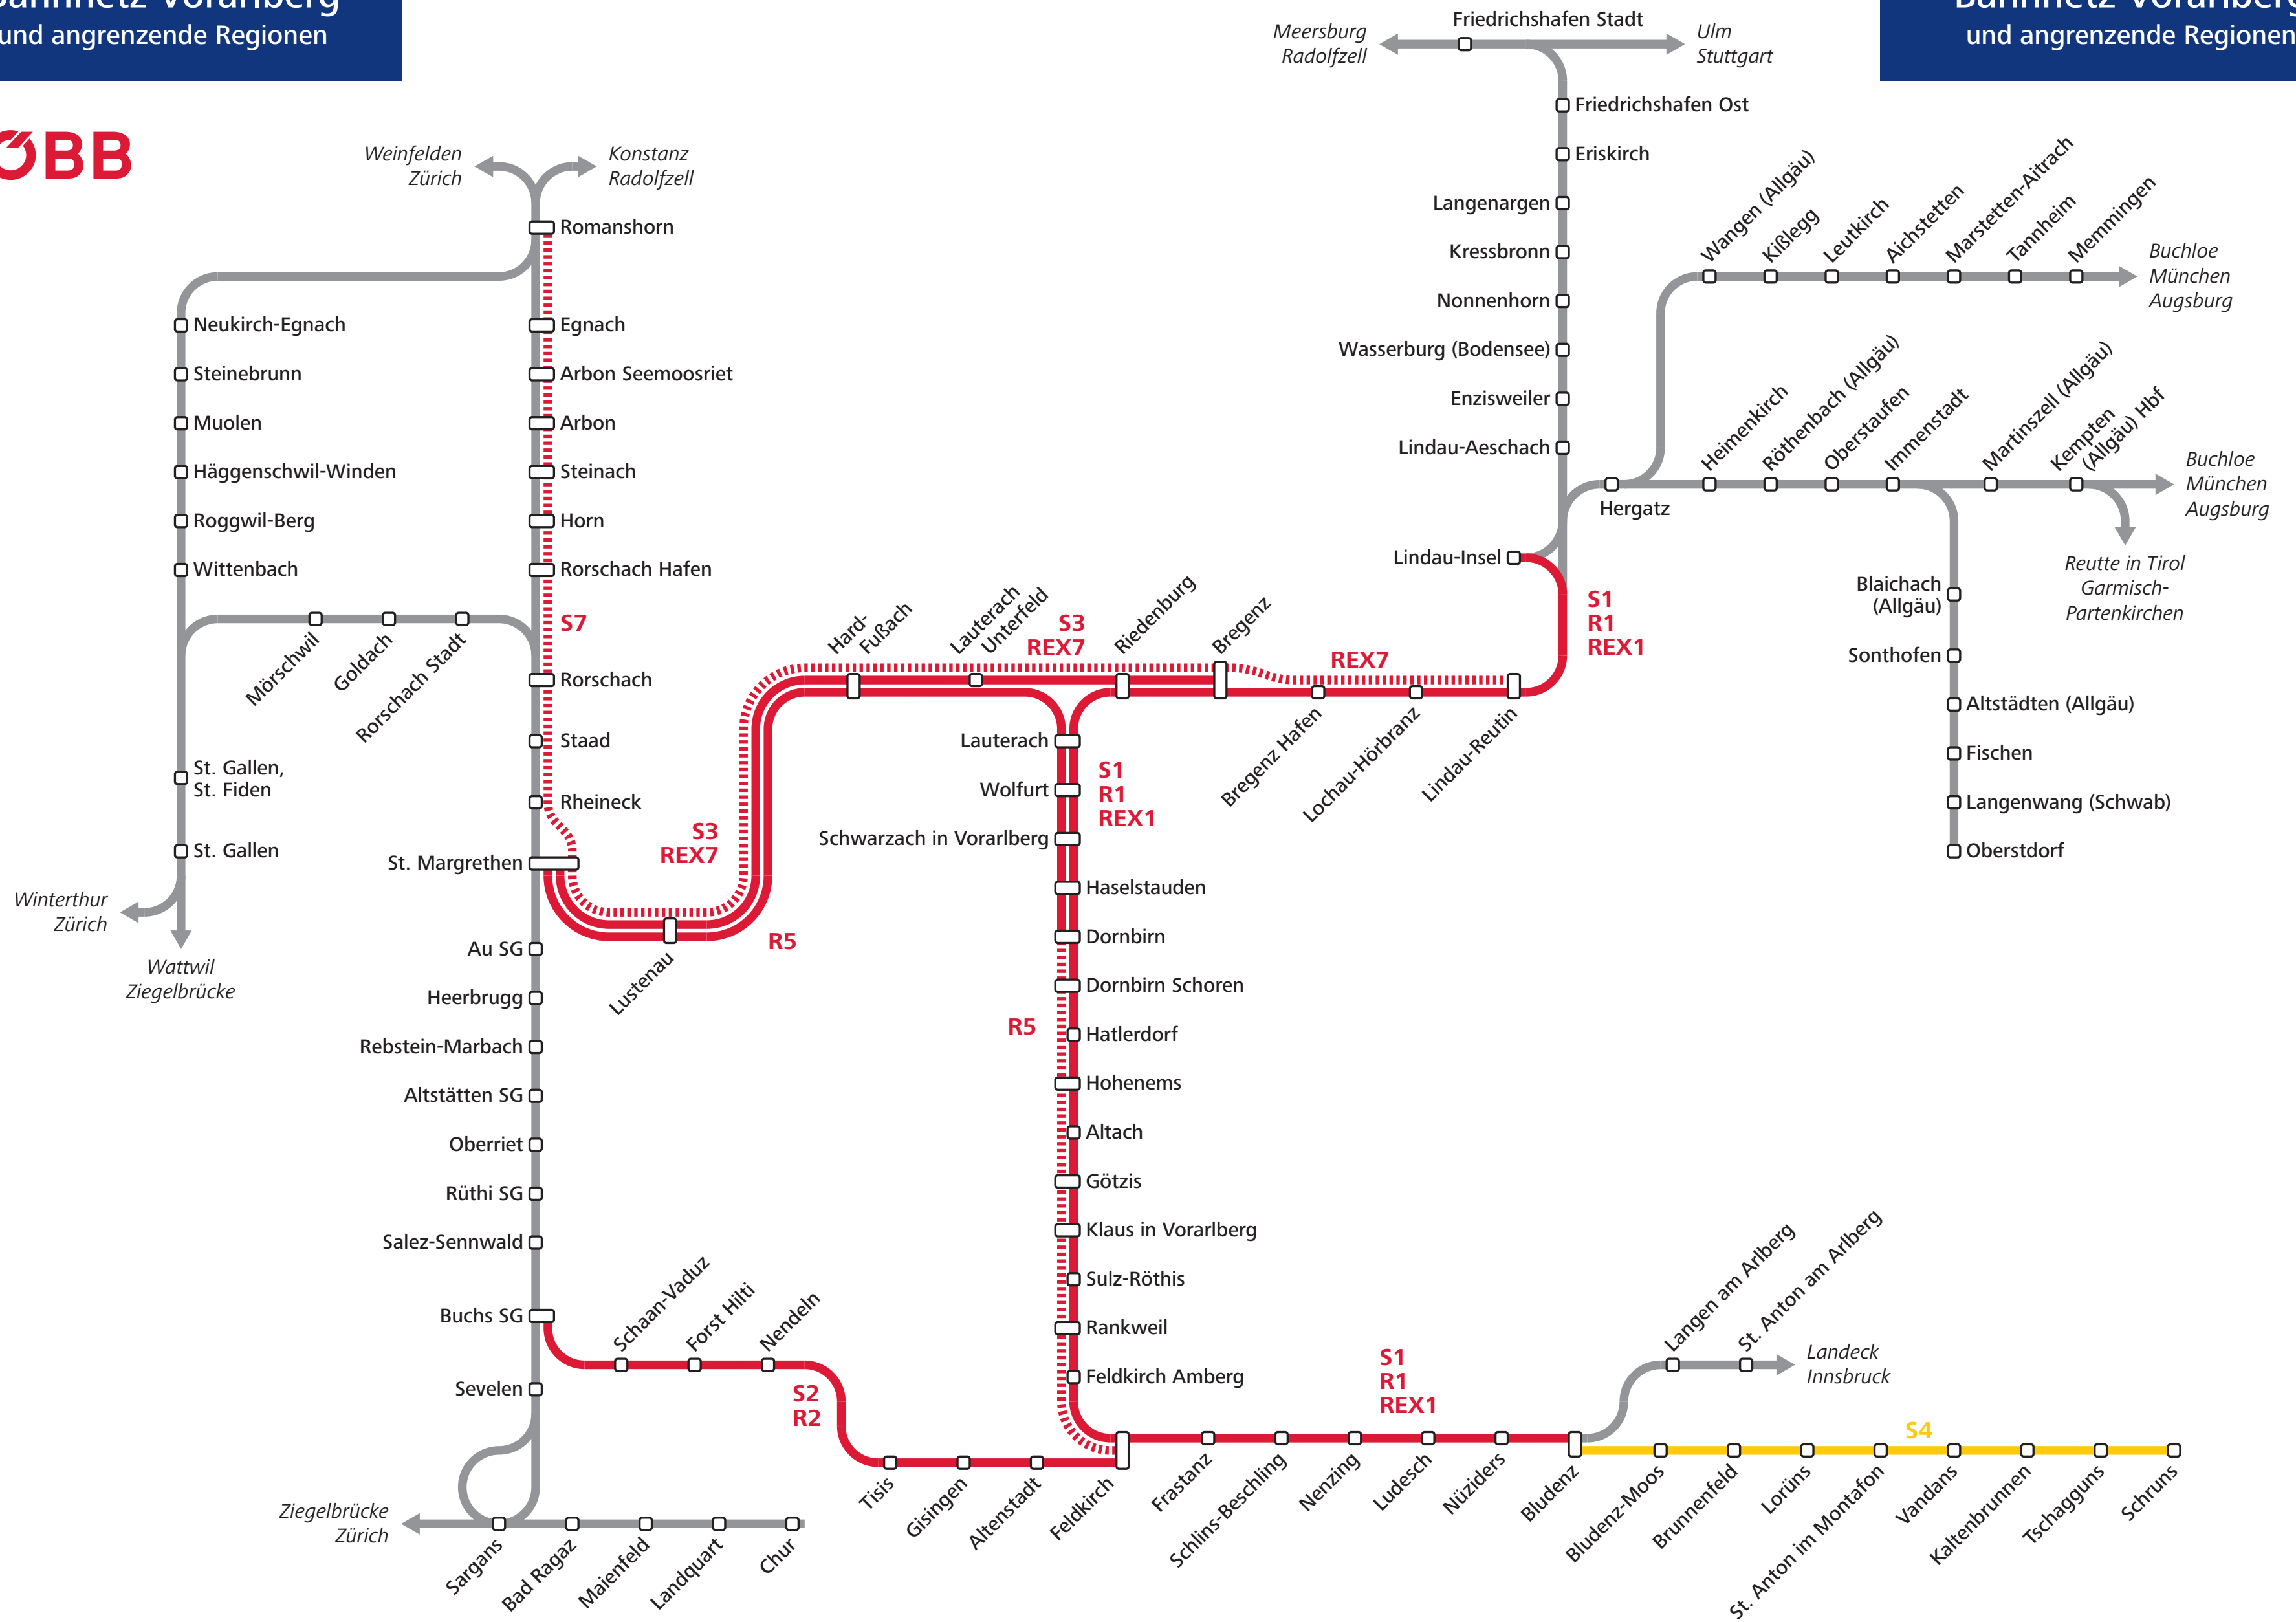 und angrenzende Regionen
und angrenzende Regionen
ÖBB
Friedrichshafen Stadt
Meersburg
Radolfzell
Ulm
Stuttgart
Friedrichshafen Ost
Eriskirch
Langenargen
Kressbronn
Nonnenhorn
Wasserburg (Bodensee)
Enzisweiler
Lindau-Aeschach
Lindau-Insel
Hergatz
Wangen (Allgäu)
Kißlegg
Leutkirch
Aichstetten
Marstetten-Aitrach
Tannheim
Memmingen
Buchloe
München
Augsburg
Heimenkirch
Röthenbach (Allgäu)
Oberstaufen
Immenstadt
Martinszell (Allgäu)
Kempten
(Allgäu) Hbf
Buchloe
München
Augsburg
Reutte in Tirol
Garmisch-
Partenkirchen
Blaichach
(Allgäu)
Sonthofen
Altstädten (Allgäu)
Fischen
Langenwang (Schwab)
Oberstdorf
Weinfelden
Zürich
Konstanz
Radolfzell
Romanshorn
Neukirch-Egnach
Steinebrunn
Muolen
Häggenschwil-Winden
Roggwil-Berg
Wittenbach
Egnach
Arbon Seemoosriet
Arbon
Steinach
Horn
Rorschach Hafen
S7
Mörschwil
Goldach
Rorschach Stadt
Rorschach
Staad
Rheineck
St. Gallen,
St. Fiden
St. Gallen
Winterthur
Zürich
Wattwil
Ziegelbrücke
St. Margrethen
Au SG
Heerbrugg
Rebstein-Marbach
Altstätten SG
Oberriet
Rüthi SG
Salez-Sennwald
Buchs SG
Sevelen
Ziegelbrücke
Zürich
Sargans
Bad Ragaz
Maienfeld
Landquart
Chur
Lustenau
S3
REX7
R5
Hard-
Fußach
Lauterach
Unterfeld
S3
REX7
Riedenburg
Bregenz
REX7
Bregenz Hafen
Lochau-Hörbranz
Lindau-Reutin
S1
R1
REX1
Lauterach
Wolfurt
Schwarzach in Vorarlberg
S1
R1
REX1
Haselstauden
Dornbirn
Dornbirn Schoren
R5
Hatlerdorf
Hohenems
Altach
Götzis
Klaus in Vorarlberg
Sulz-Röthis
Rankweil
Feldkirch Amberg
Schaan-Vaduz
Forst Hilti
Nendeln
S2
R2
Tisis
Gisingen
Altenstadt
Feldkirch
S1
R1
REX1
Frastanz
Schlins-Beschling
Nenzing
Ludesch
Nüziders
Bludenz
Langen am Arlberg
St. Anton am Arlberg
Landeck
Innsbruck
S4
Bludenz-Moos
Brunnenfeld
Lorüns
St. Anton im Montafon
Vandans
Kaltenbrunnen
Tschagguns
Schruns